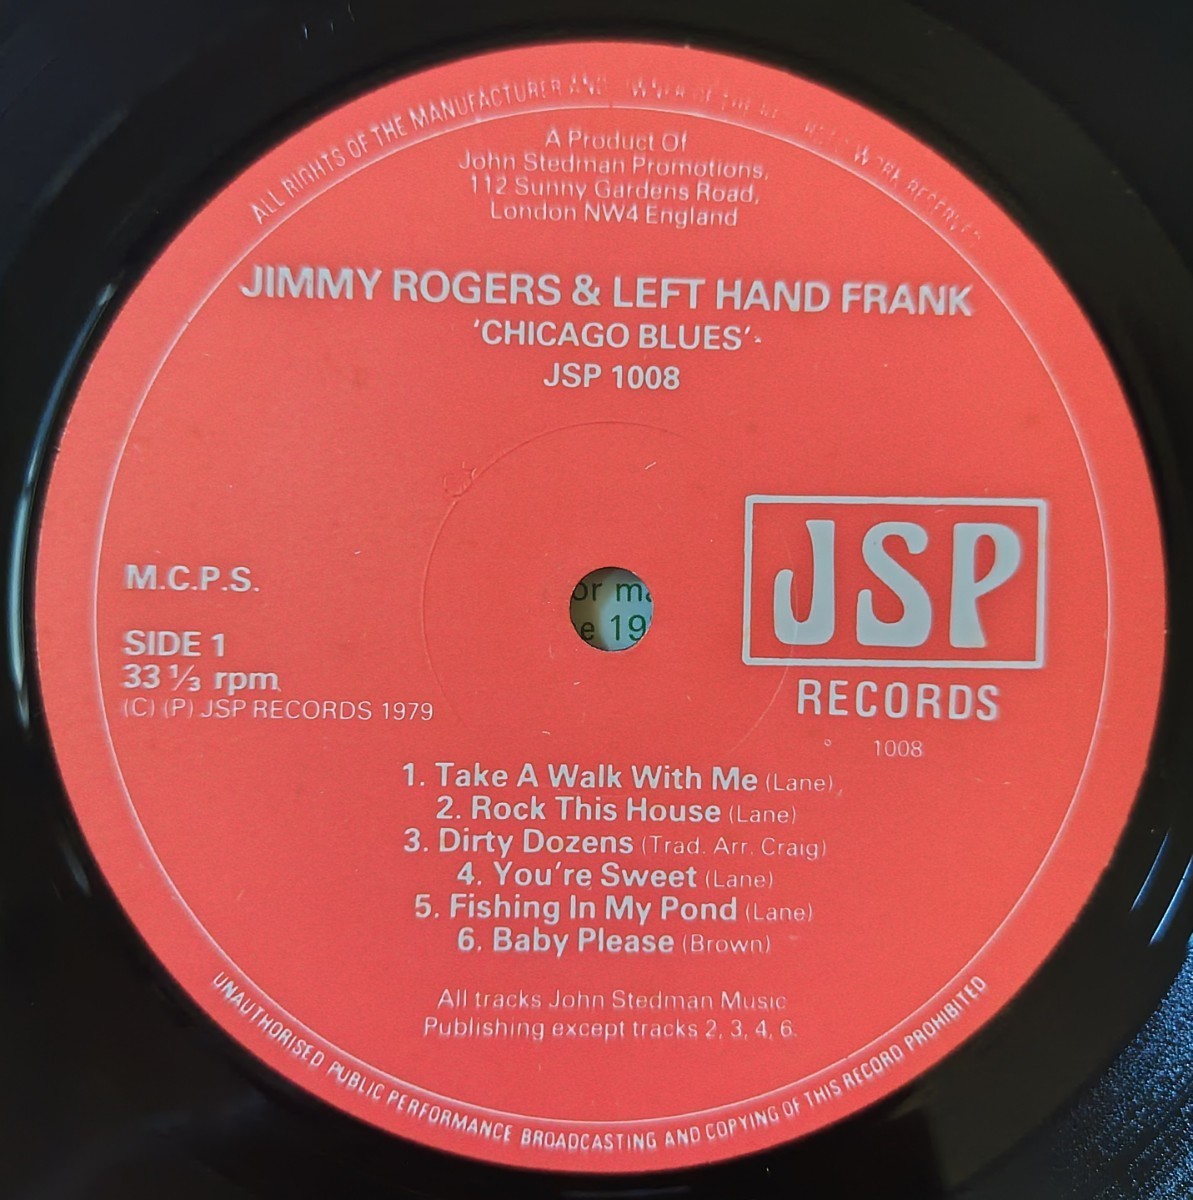 ALL RIGHTS OF THE MANUFACTURER AND OF THE WORK RESERVED
A Product Of
John Stedman Promotions,
112 Sunny Gardens Road,
London NW4 England
JIMMY ROGERS & LEFT HAND FRANK
'CHICAGO BLUES'
JSP 1008
M.C.P.S.
SIDE 1
33 ⅓ rpm
(C) (P) JSP RECORDS 1979
JSP
RECORDS
1008
1. Take A Walk With Me (Lane)
2. Rock This House (Lane)
3. Dirty Dozens (Trad. Arr. Craig)
4. You're Sweet (Lane)
5. Fishing In My Pond (Lane)
6. Baby Please (Brown)
All tracks John Stedman Music
Publishing except tracks 2, 3, 4, 6.
UNAUTHORISED PUBLIC PERFORMANCE BROADCASTING AND COPYING OF THIS RECORD PROHIBITED